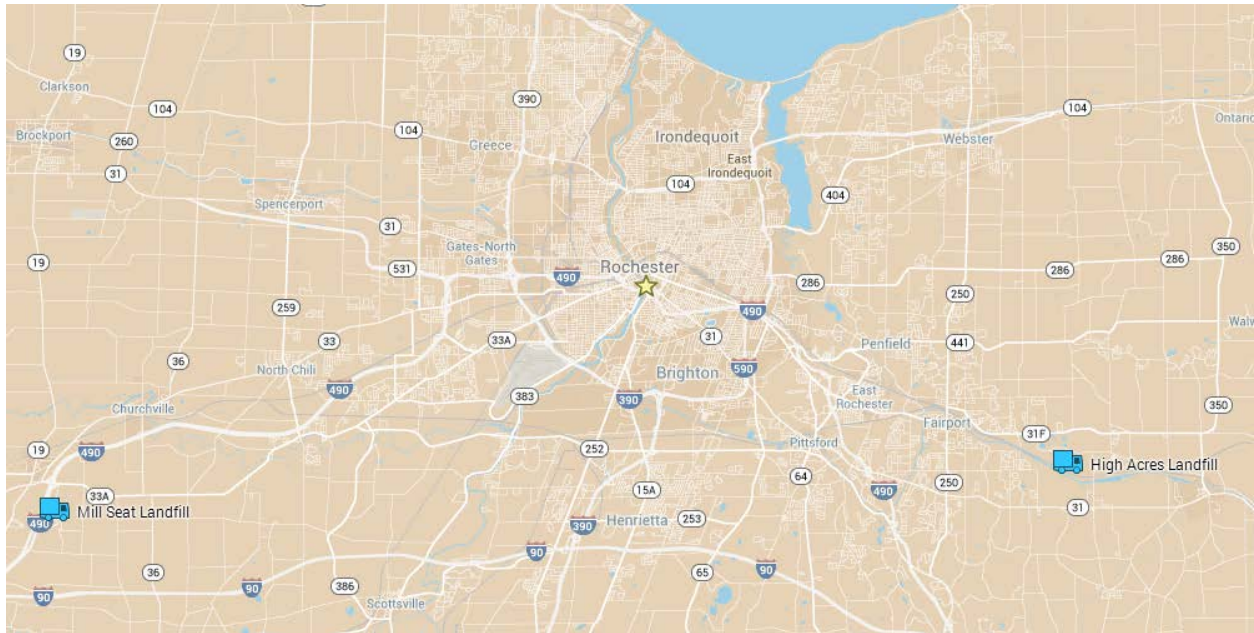 19
Clarkson
104
390
104
Ontario
Brockport
260
104
Greece
Irondequoit
East
Irondequoit
Webster
31
104
404
Spencerport
31
Gates-North
Gates
531
490
Rochester
19
350
286
286
286
250
259
490
33
33A
31
441
Penfield
36
North Chili
490
383
Brighton
590
390
East
Rochester
Churchville
Fairport
350
31F
19
490
252
Pittsford
High Acres Landfill
64
33A
15A
490
250
31
490
Mill Seat Landfill
390
Henrietta
253
90
36
90
386
65
90
90
Scottsville